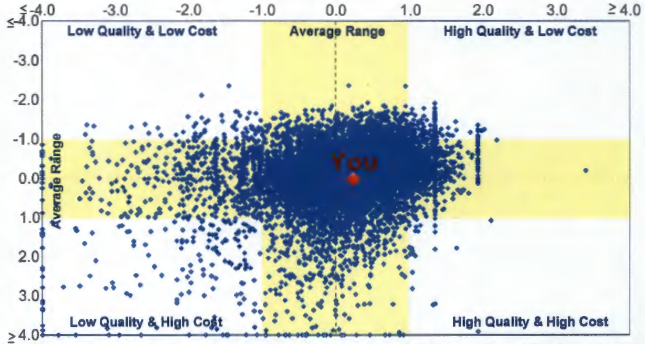 ≤-4.0 -3.0 -2.0 -1.0 0.0 1.0 2.0 3.0 ≥ 4.0
≤-4.0
Low Quality & Low Cost Average Range High Quality & Low Cost
-3.0
-2.0
-1.0
You
0.0
Average Range
1.0
2.0
3.0
Low Quality & High Cost High Quality & High Cost
≥ 4.0